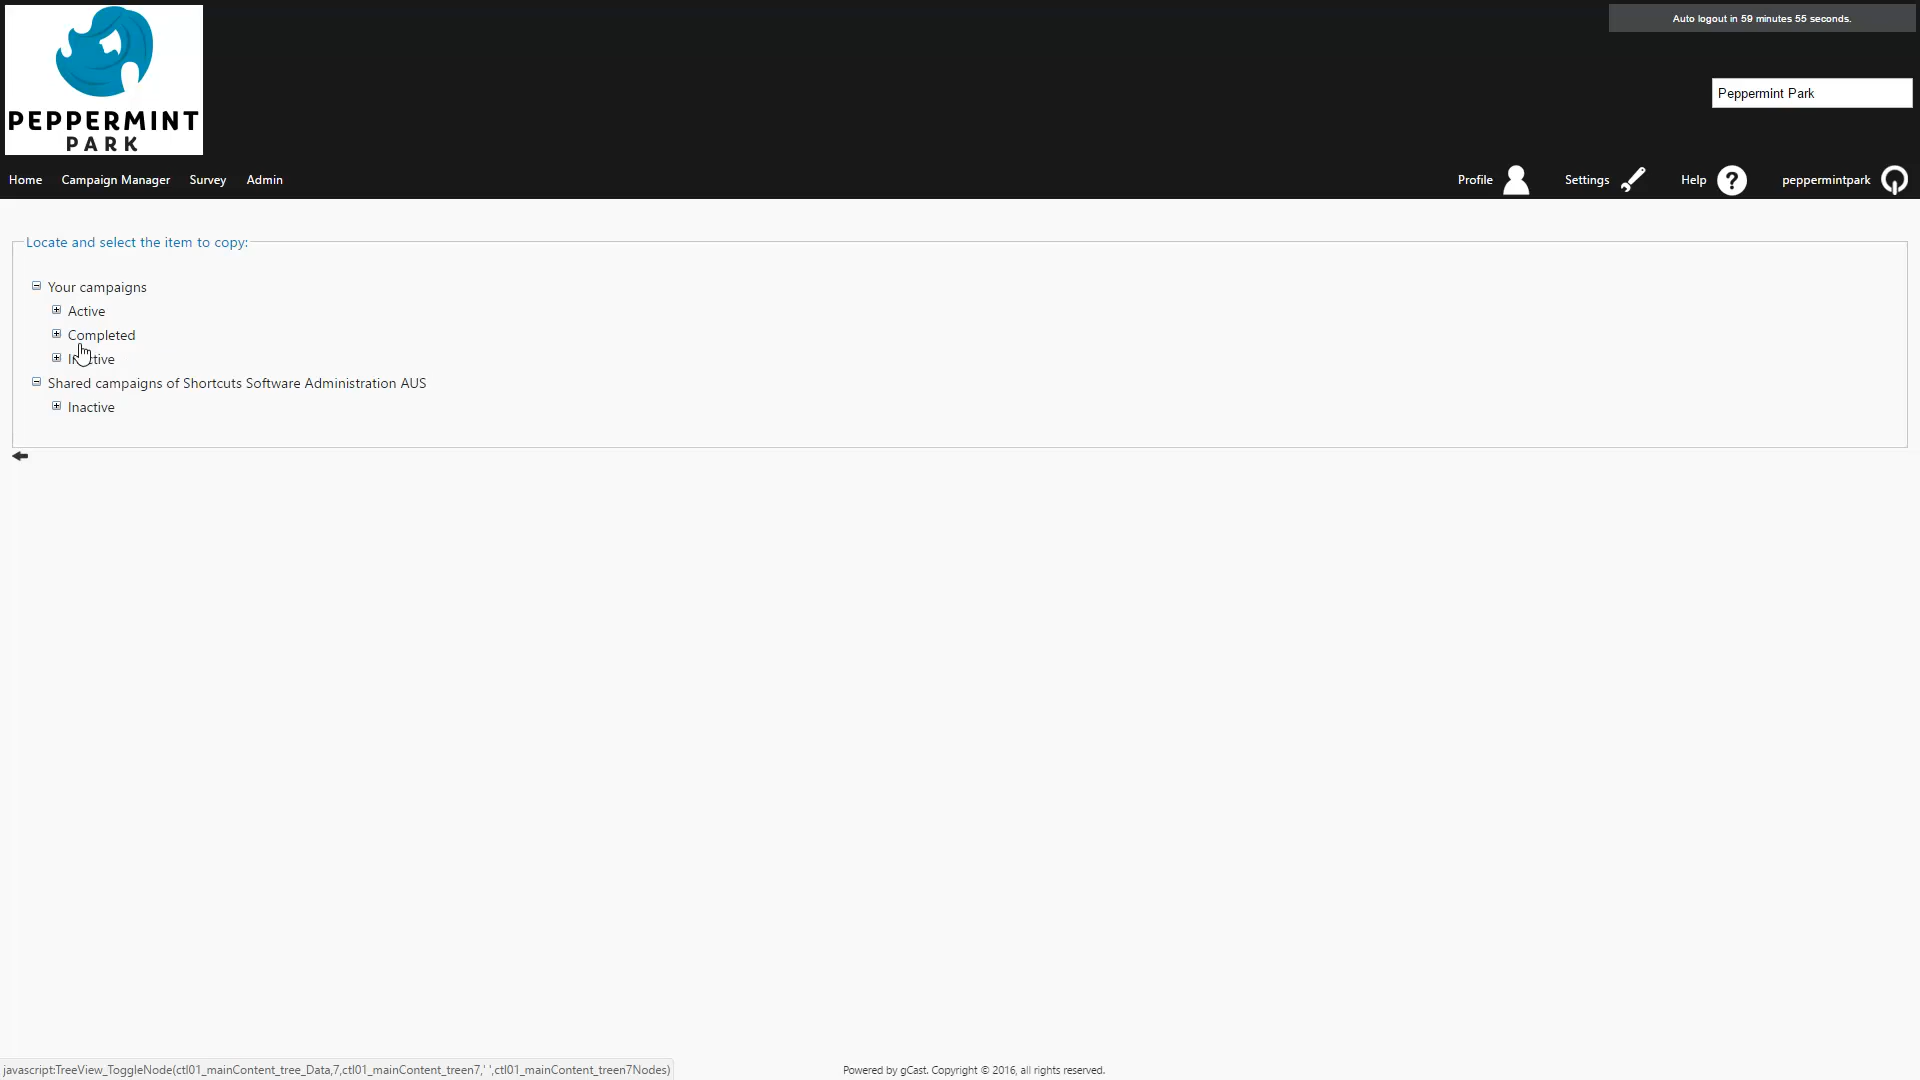 Auto logout in 59 minutes 55 seconds.
PEPPERMINT
PARK
Peppermint Park
Home Campaign Manager Survey Admin Profile Settings Help ? peppermintpark
Locate and select the item to copy:
Your campaigns
Active
Completed
Inactive
Shared campaigns of Shortcuts Software Administration AUS
Inactive
javascript:TreeView_ToggleNode(ctl01_mainContent_tree_Data,7,ctl01_mainContent_treen7,' ',ctl01_mainContent_treen7Nodes)
Powered by gCast. Copyright © 2016, all rights reserved.